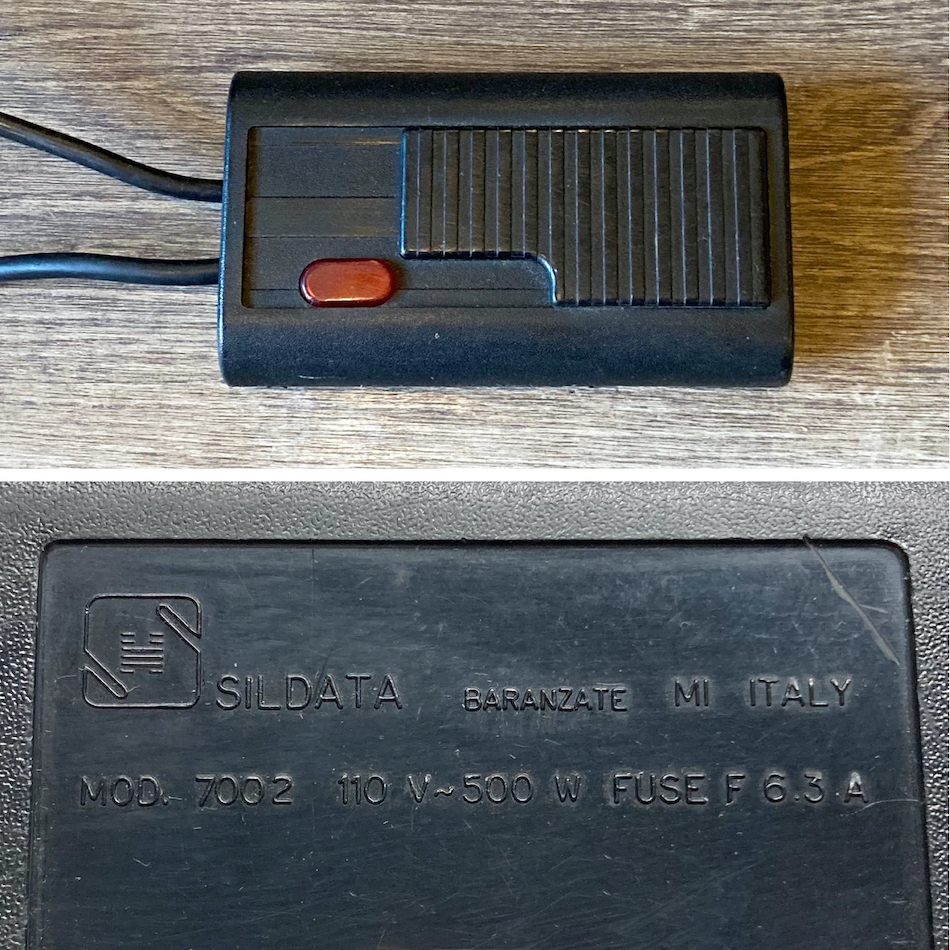 SILDATA BARANZATE MI ITALY
MOD. 7002 110 V~500 W FUSE F 6.3 A